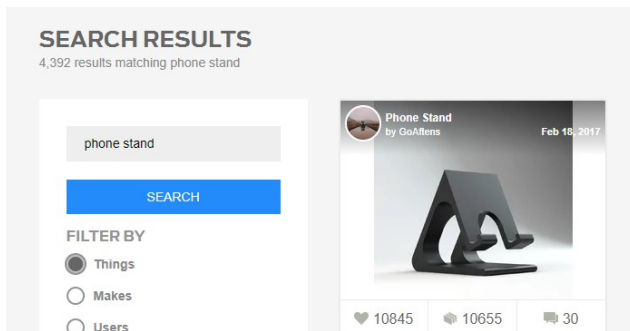 SEARCH RESULTS
4,392 results matching phone stand
phone stand
SEARCH
FILTER BY
Things
Makes
Users
Phone Stand
by GoAflens
Feb 18, 2017
10845
10655
30